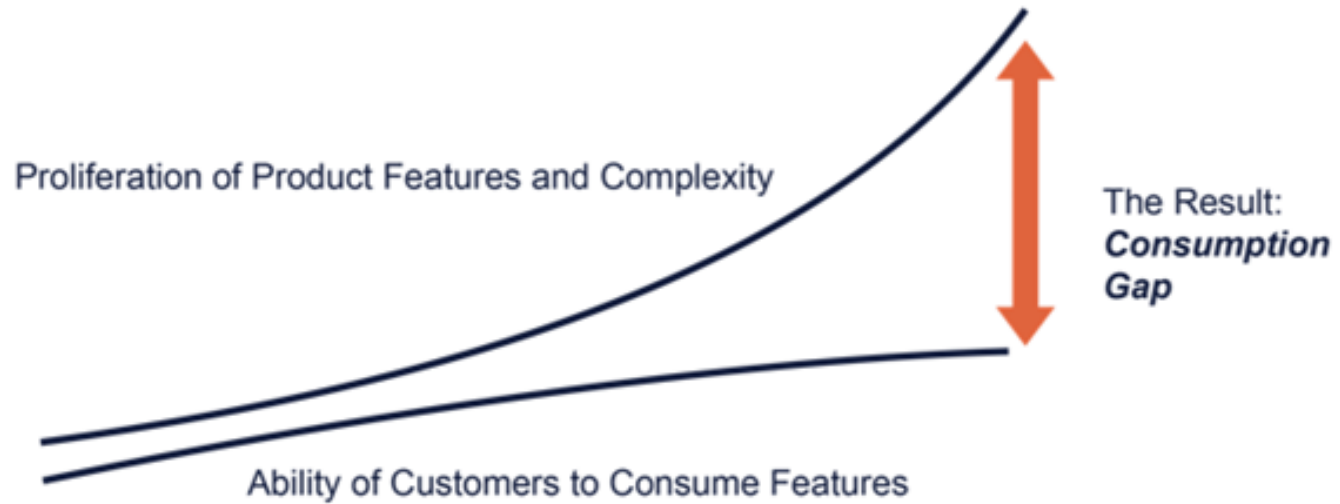 Proliferation of Product Features and Complexity
The Result:
Consumption
Gap
Ability of Customers to Consume Features